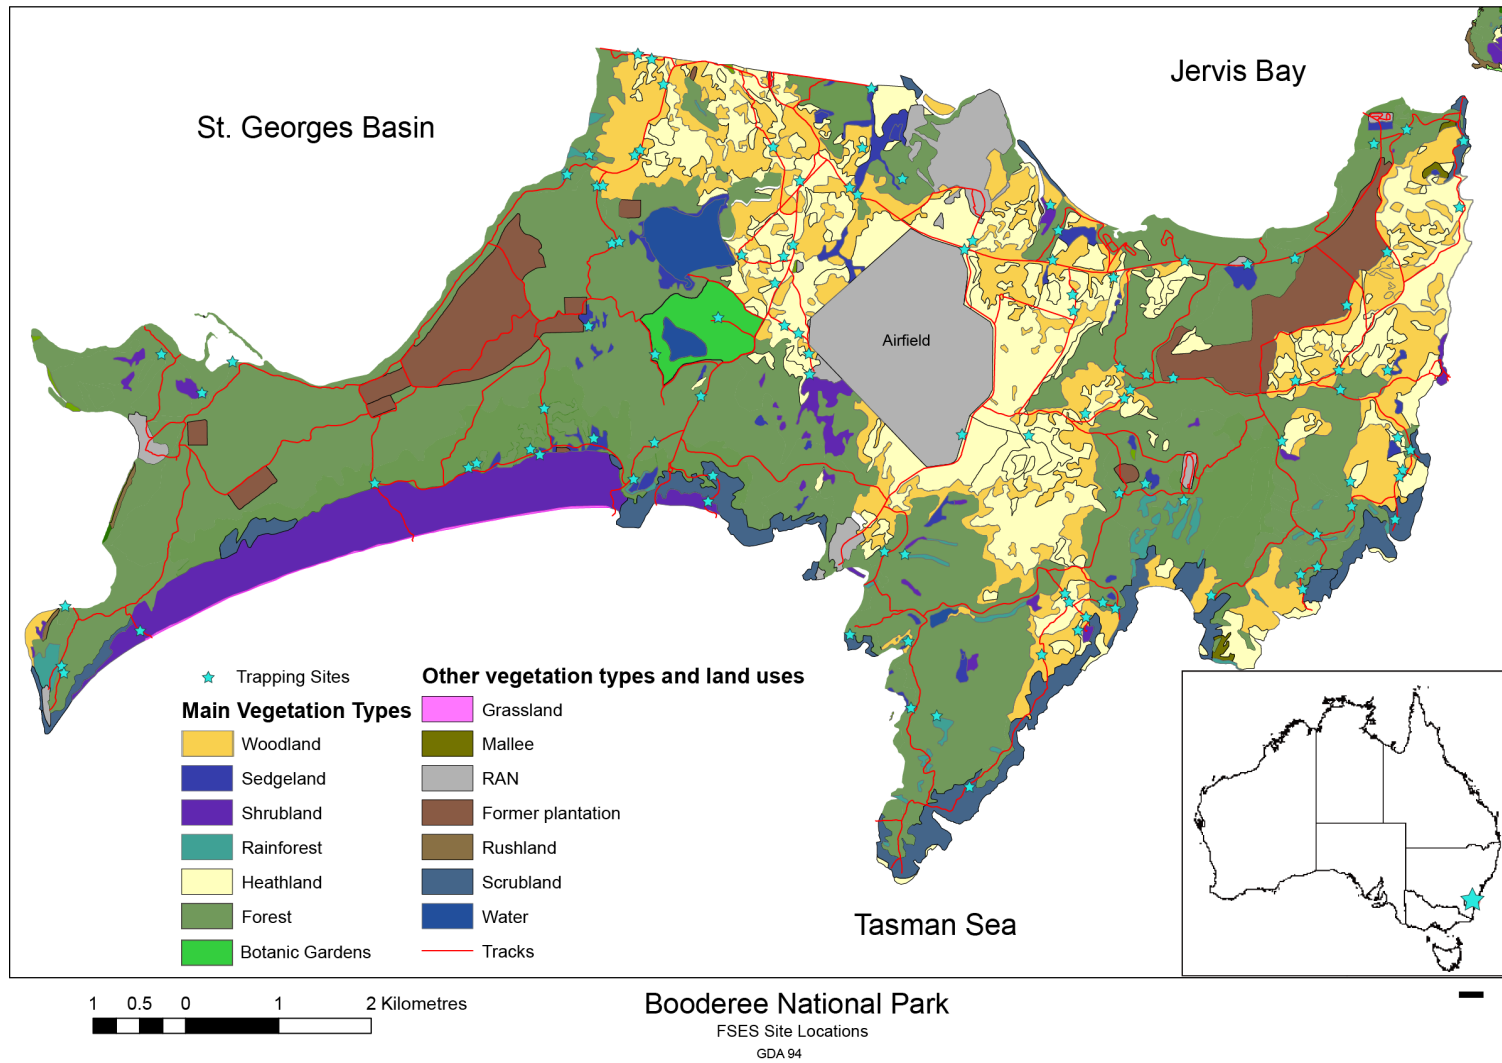 St. Georges Basin
Jervis Bay
Airfield
Trapping Sites
Main Vegetation Types
Woodland
Sedgeland
Shrubland
Rainforest
Heathland
Forest
Botanic Gardens
Other vegetation types and land uses
Grassland
Mallee
RAN
Former plantation
Rushland
Scrubland
Water
Tracks
Tasman Sea
1 0.5 0 1 2 Kilometres
Booderee National Park
FSES Site Locations
GDA 94